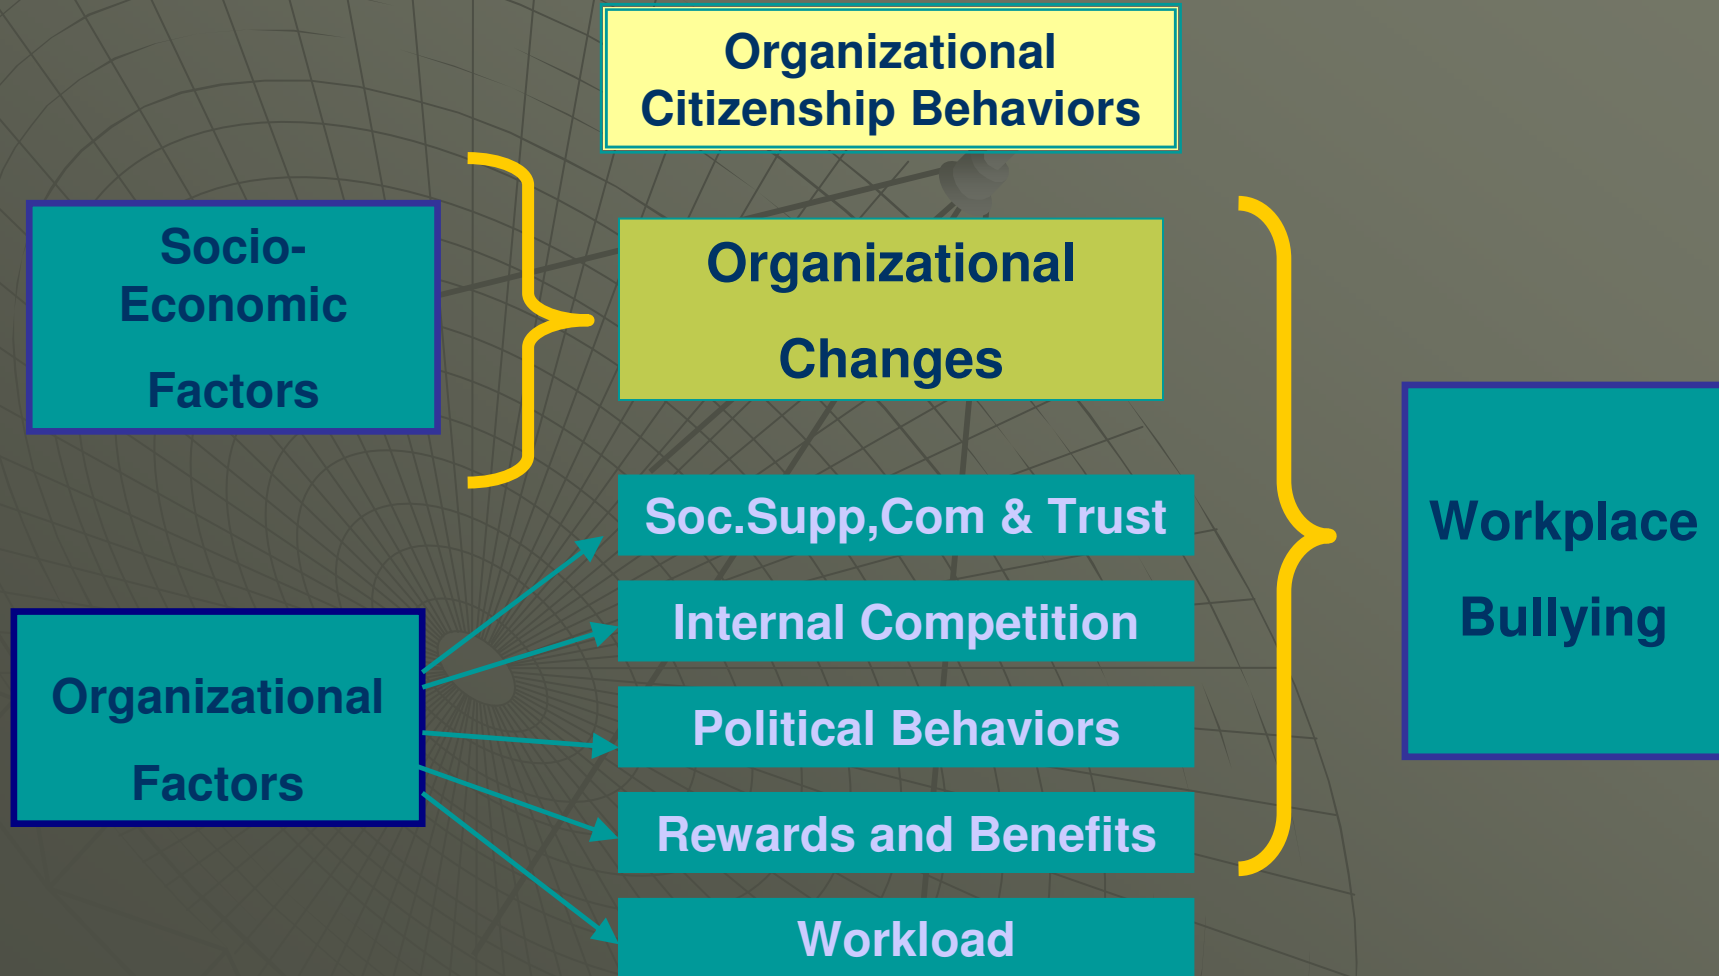 Organizational
Citizenship Behaviors
Socio-
Economic
Factors
Organizational
Changes
Soc.Supp,Com & Trust
Internal Competition
Political Behaviors
Rewards and Benefits
Workload
Organizational
Factors
Workplace
Bullying